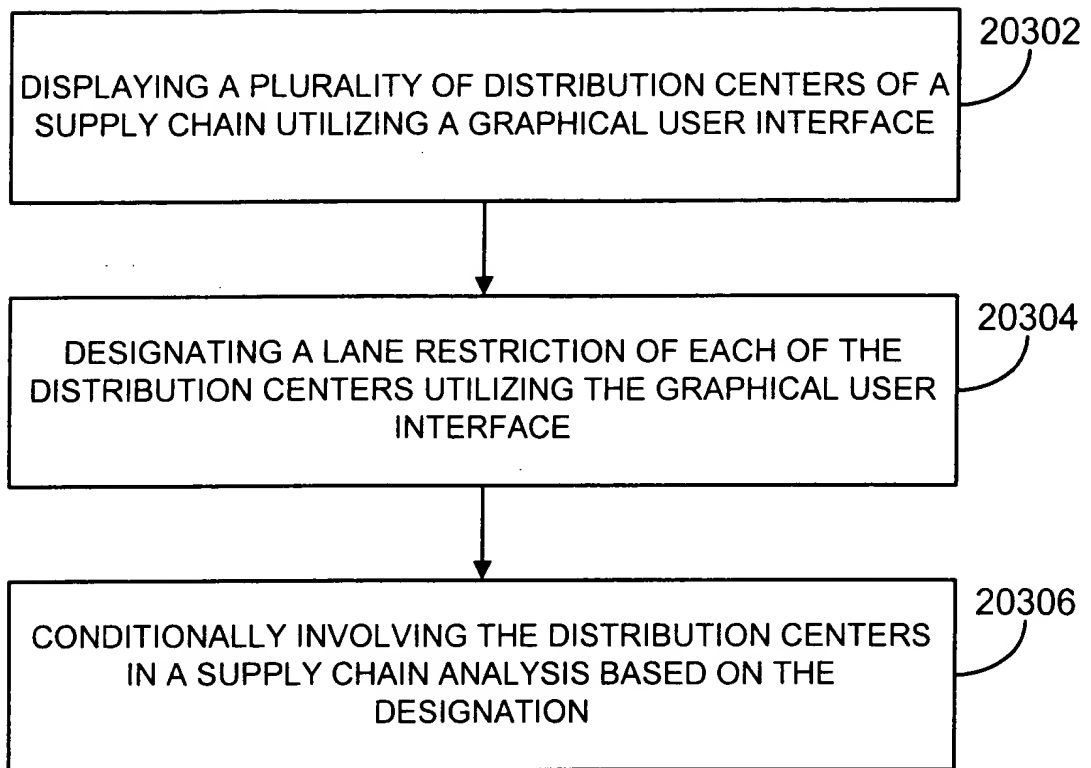 20302
DISPLAYING A PLURALITY OF DISTRIBUTION CENTERS OF A
SUPPLY CHAIN UTILIZING A GRAPHICAL USER INTERFACE
20304
DESIGNATING A LANE RESTRICTION OF EACH OF THE
DISTRIBUTION CENTERS UTILIZING THE GRAPHICAL USER
INTERFACE
20306
CONDITIONALLY INVOLVING THE DISTRIBUTION CENTERS
IN A SUPPLY CHAIN ANALYSIS BASED ON THE
DESIGNATION